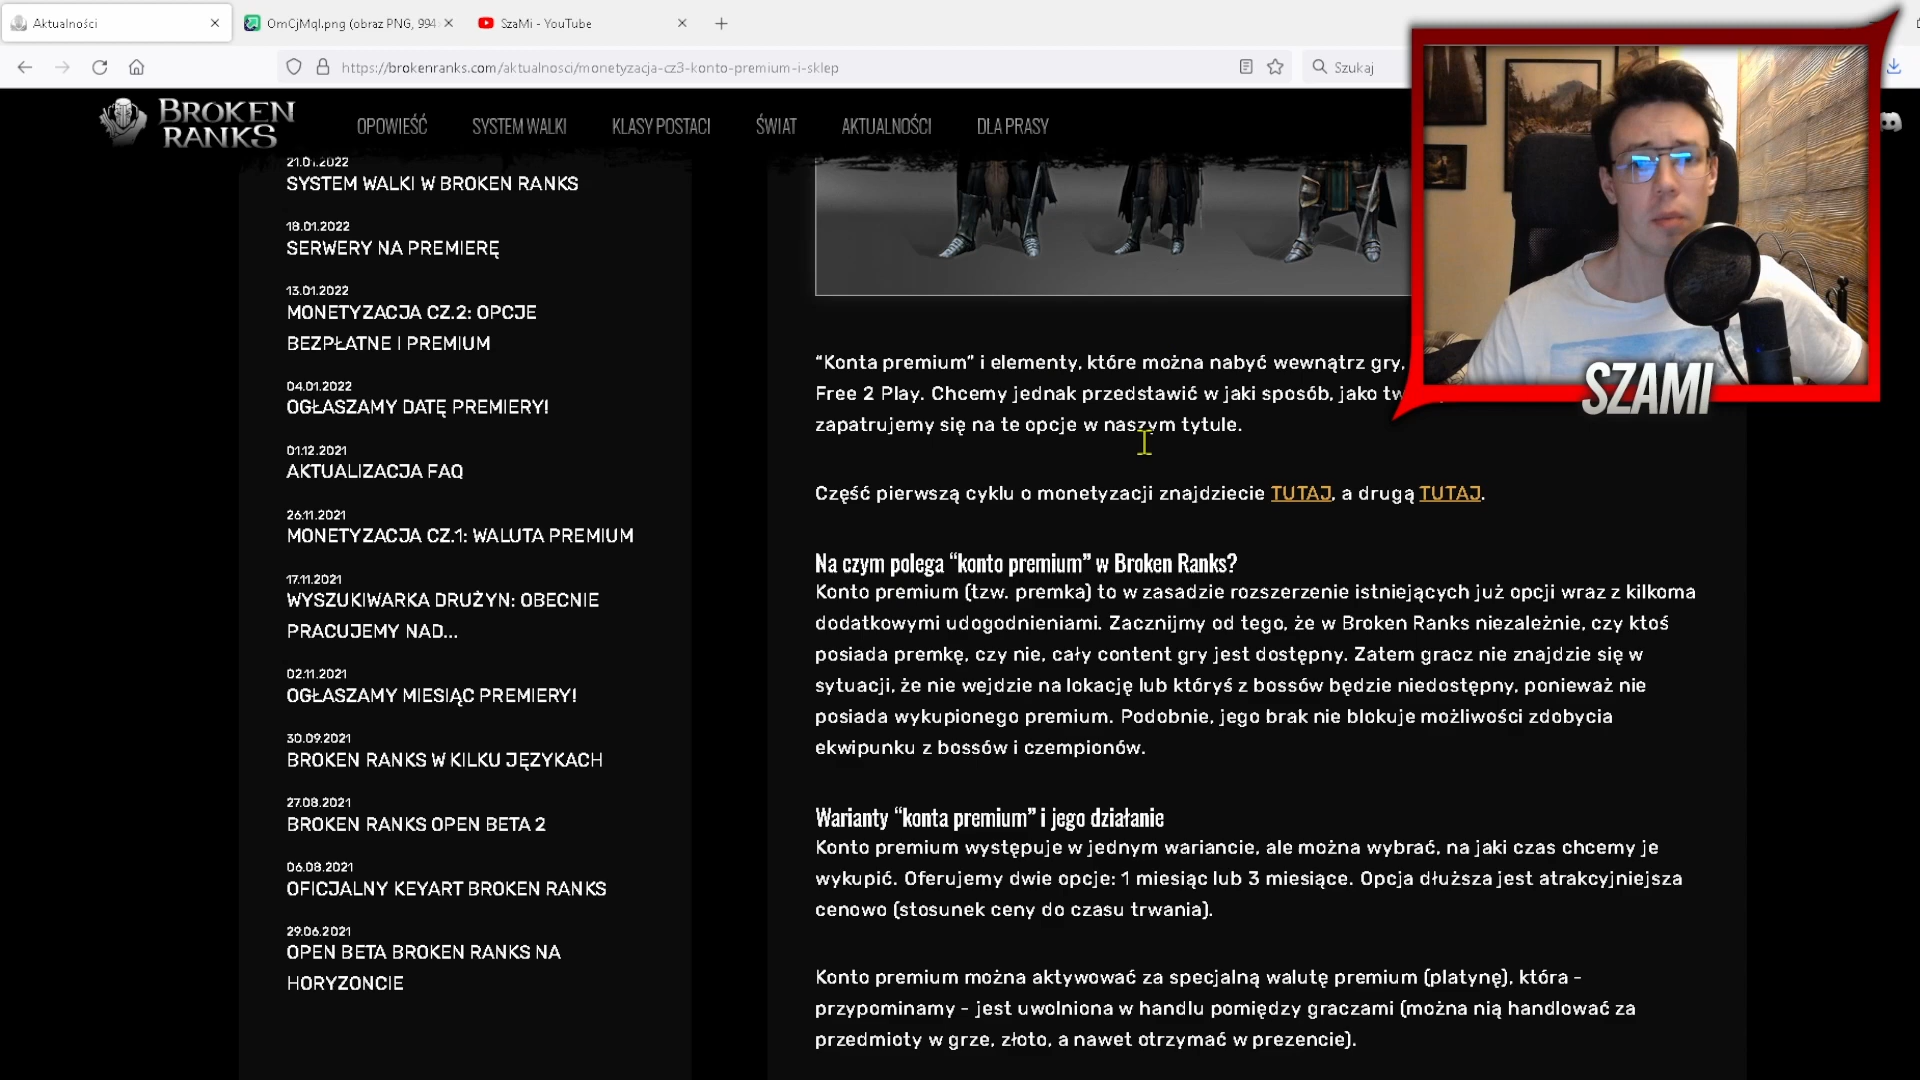 Aktualności
OmCjMql.png (obraz PNG, 994
SzaMi - YouTube
https://brokenranks.com/aktualnosci/monetyzacja-cz3-konto-premium-i-sklep
Szukaj
BROKEN
RANKS
OPOWIEŚĆ
SYSTEM WALKI
KLASY POSTACI
ŚWIAT
AKTUALNOŚCI
DLA PRASY
21.01.2022
SYSTEM WALKI W BROKEN RANKS
18.01.2022
SERWERY NA PREMIERĘ
13.01.2022
MONETYZACJA CZ.2: OPCJE
BEZPŁATNE I PREMIUM
04.01.2022
OGŁASZAMY DATĘ PREMIERY!
01.12.2021
AKTUALIZACJA FAQ
26.11.2021
MONETYZACJA CZ.1: WALUTA PREMIUM
17.11.2021
WYSZUKIWARKA DRUŻYN: OBECNIE
PRACUJEMY NAD...
02.11.2021
OGŁASZAMY MIESIĄC PREMIERY!
30.09.2021
BROKEN RANKS W KILKU JĘZYKACH
27.08.2021
BROKEN RANKS OPEN BETA 2
06.08.2021
OFICJALNY KEYART BROKEN RANKS
29.06.2021
OPEN BETA BROKEN RANKS NA
HORYZONCIE
“Konta premium” i elementy, które można nabyć wewnątrz gry,
Free 2 Play. Chcemy jednak przedstawić w jaki sposób, jako tw
zapatrujemy się na te opcje w naszym tytule.
Część pierwszą cyklu o monetyzacji znajdziecie TUTAJ, a drugą TUTAJ.
Na czym polega “konto premium” w Broken Ranks?
Konto premium (tzw. premka) to w zasadzie rozszerzenie istniejących już opcji wraz z kilkoma
dodatkowymi udogodnieniami. Zacznijmy od tego, że w Broken Ranks niezależnie, czy ktoś
posiada premkę, czy nie, cały content gry jest dostępny. Zatem gracz nie znajdzie się w
sytuacji, że nie wejdzie na lokację lub któryś z bossów będzie niedostępny, ponieważ nie
posiada wykupionego premium. Podobnie, jego brak nie blokuje możliwości zdobycia
ekwipunku z bossów i czempionów.
Warianty “konta premium” i jego działanie
Konto premium występuje w jednym wariancie, ale można wybrać, na jaki czas chcemy je
wykupić. Oferujemy dwie opcje: 1 miesiąc lub 3 miesiące. Opcja dłuższa jest atrakcyjniejsza
cenowo (stosunek ceny do czasu trwania).
Konto premium można aktywować za specjalną walutę premium (platynę), która -
przypominamy - jest uwolniona w handlu pomiędzy graczami (można nią handlować za
przedmioty w grze, złoto, a nawet otrzymać w prezencie).
SZAMI